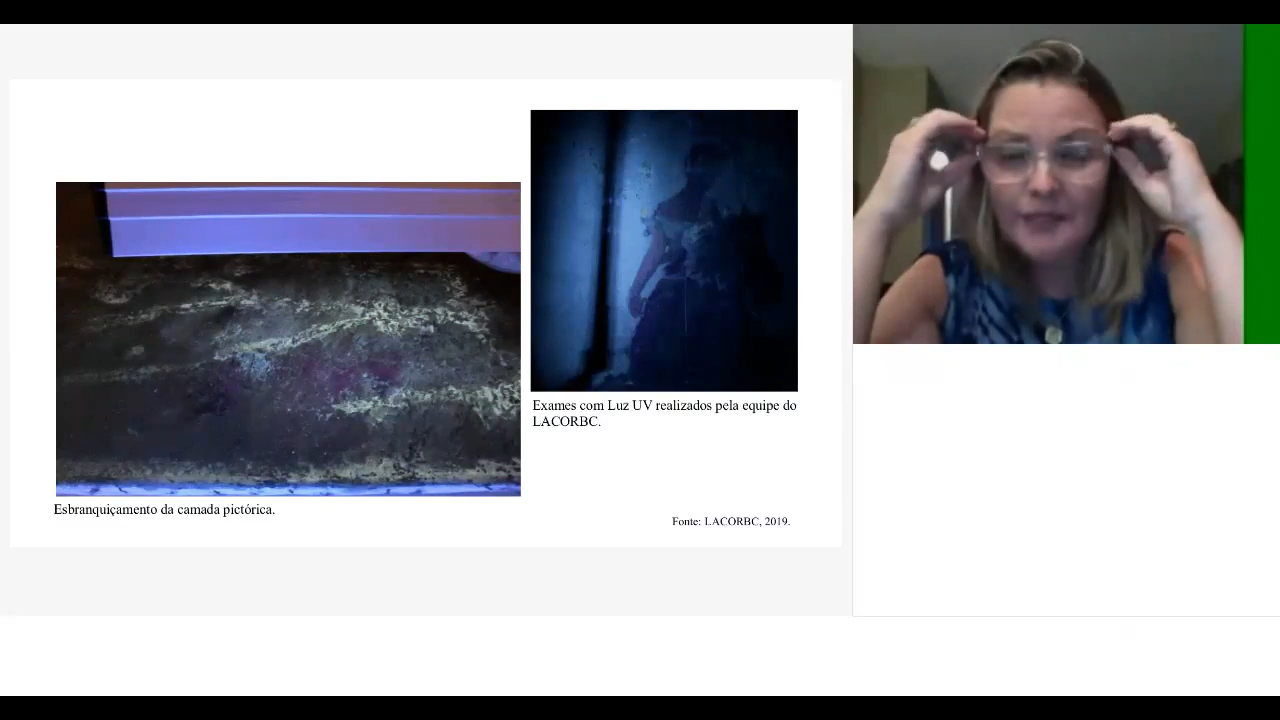 Exames com Luz UV realizados pela equipe do
LACORBC.
Esbranquiçamento da camada pictórica.
Fonte: LACORBC, 2019.